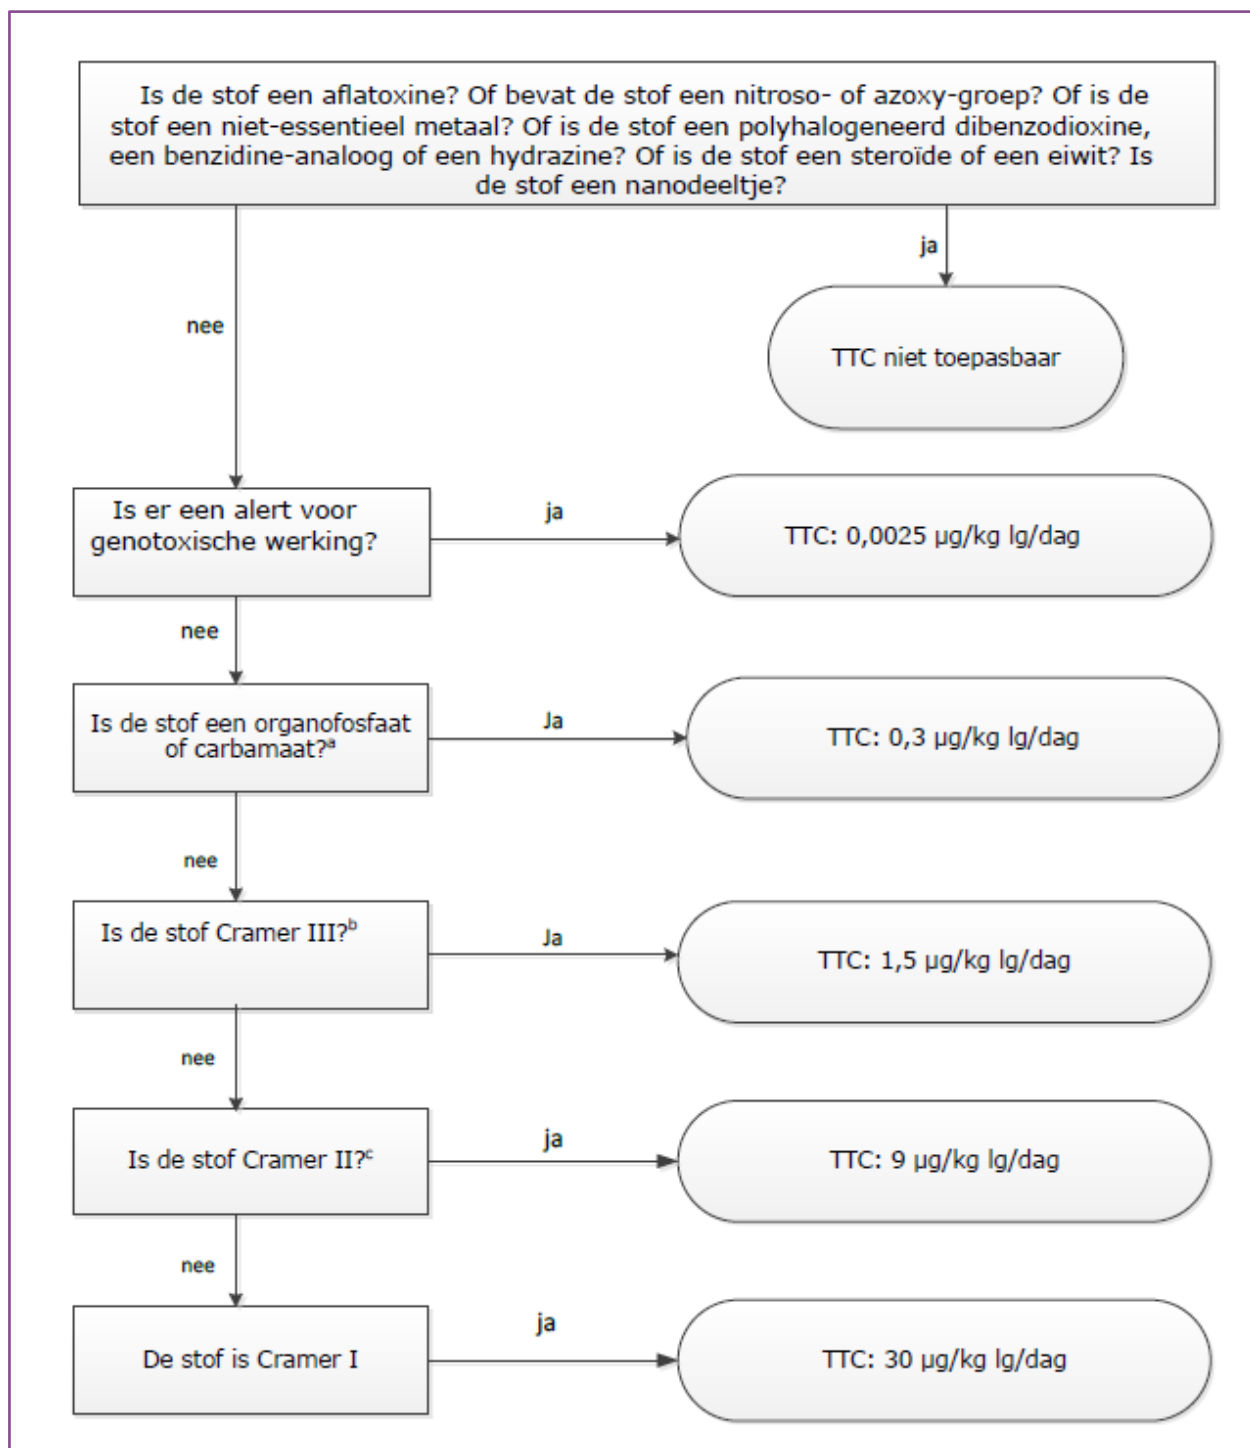 Is de stof een aflatoxine? Of bevat de stof een nitroso- of azoxy-groep? Of is de
stof een niet-essentieel metaal? Of is de stof een polyhalogeneerd dibenzodioxine,
een benzidine-analoog of een hydrazine? Of is de stof een steroïde of een eiwit? Is
de stof een nanodeeltje?
ja
nee
TTC niet toepasbaar
Is er een alert voor
genotoxische werking?
ja
TTC: 0,0025 µg/kg lg/dag
nee
Is de stof een organofosfaat
of carbamaat?ᵃ
Ja
TTC: 0,3 µg/kg lg/dag
nee
Is de stof Cramer III?ᵇ
Ja
TTC: 1,5 µg/kg lg/dag
nee
Is de stof Cramer II?ᶜ
ja
TTC: 9 µg/kg lg/dag
nee
De stof is Cramer I
ja
TTC: 30 µg/kg lg/dag